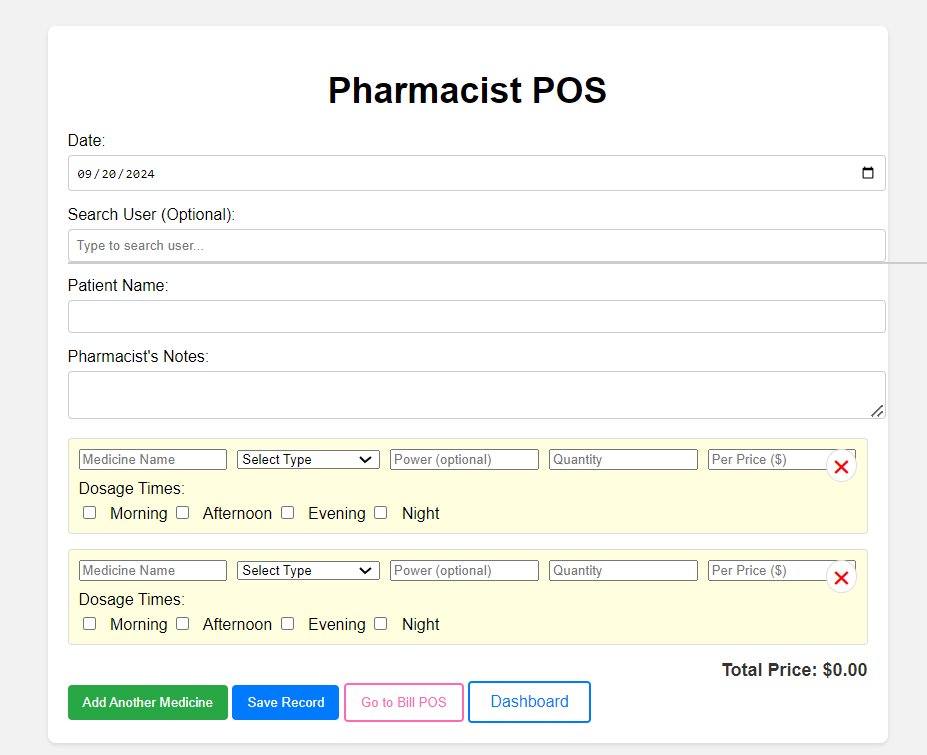 Pharmacist POS
Date:
09/20/2024
Search User (Optional):
Type to search user...
Patient Name:
Pharmacist's Notes:
Medicine Name Select Type Power (optional) Quantity Per Price ($)
Dosage Times:
Morning Afternoon Evening Night
Medicine Name Select Type Power (optional) Quantity Per Price ($)
Dosage Times:
Morning Afternoon Evening Night
Total Price: $0.00
Add Another Medicine Save Record Go to Bill POS Dashboard